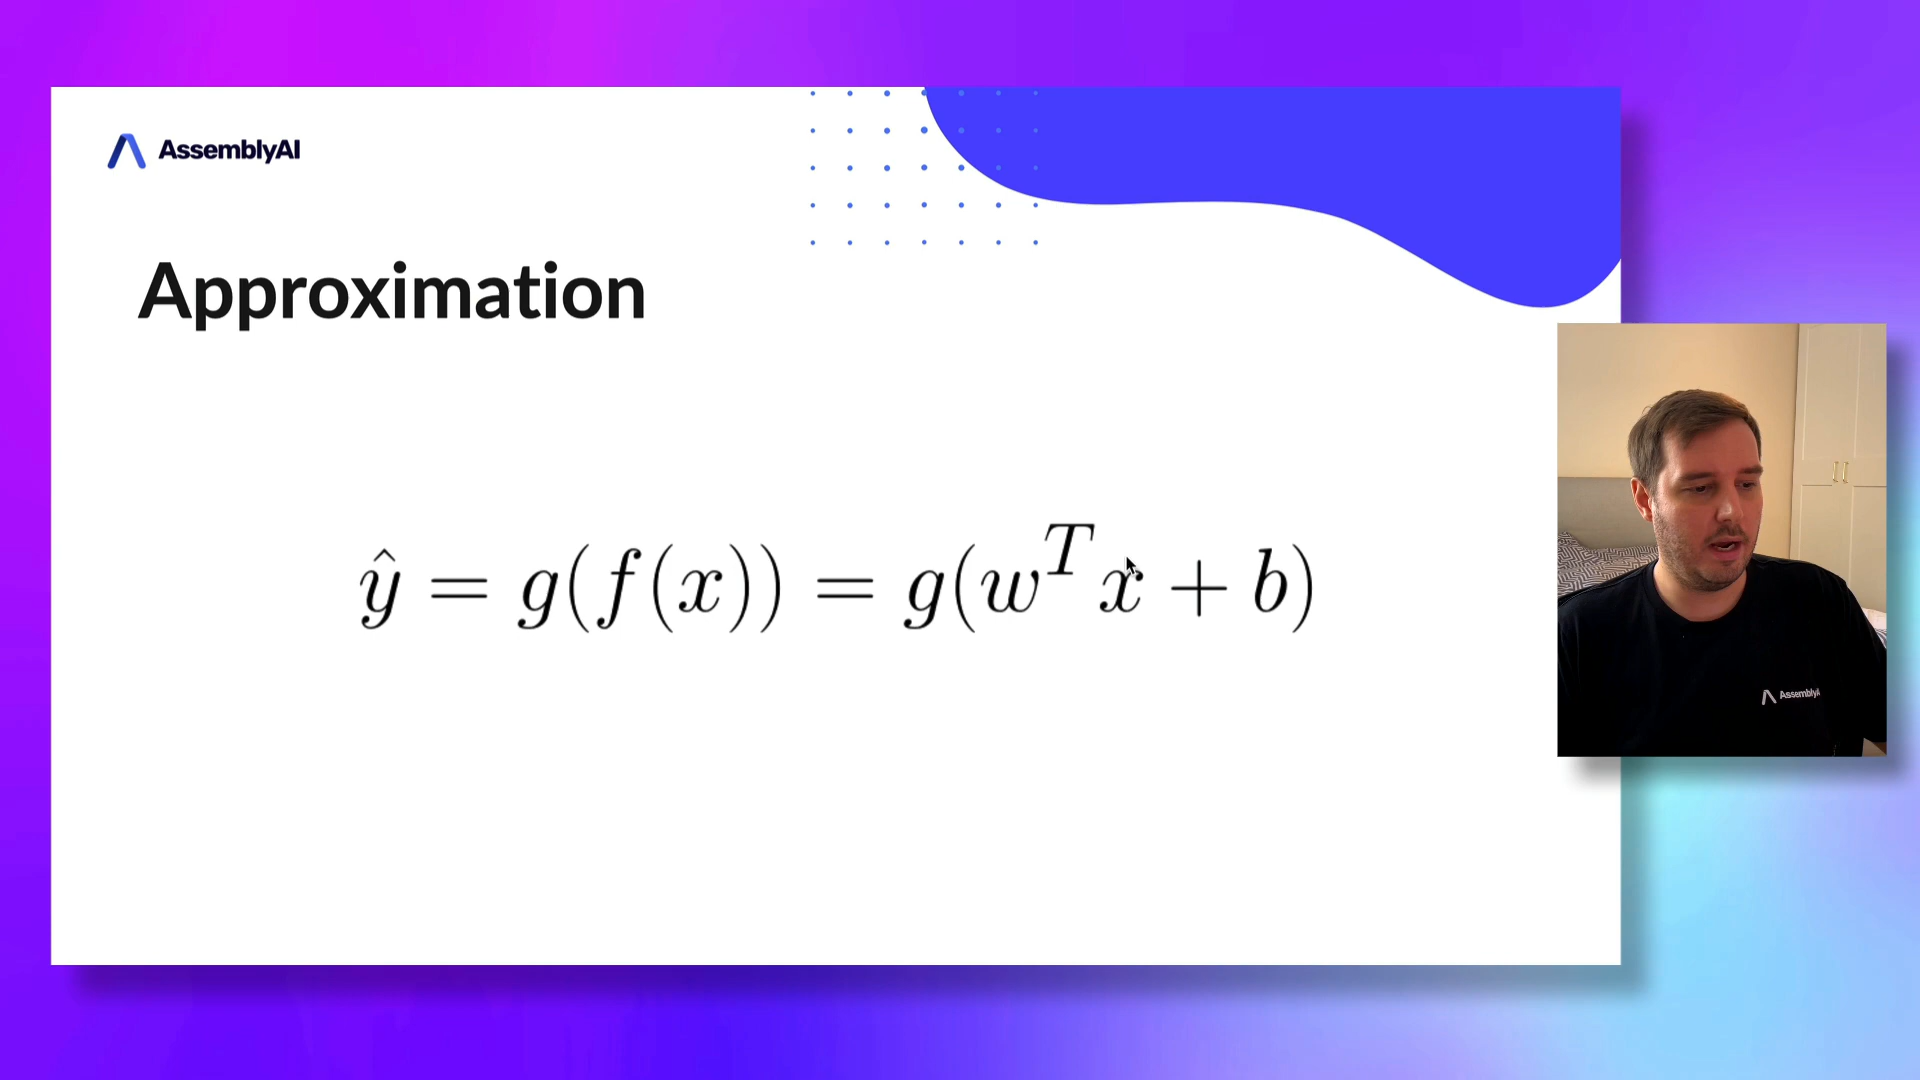 AssemblyAI
Approximation
ŷ = g(f(x)) = g(w^T x + b)
AssemblyAI